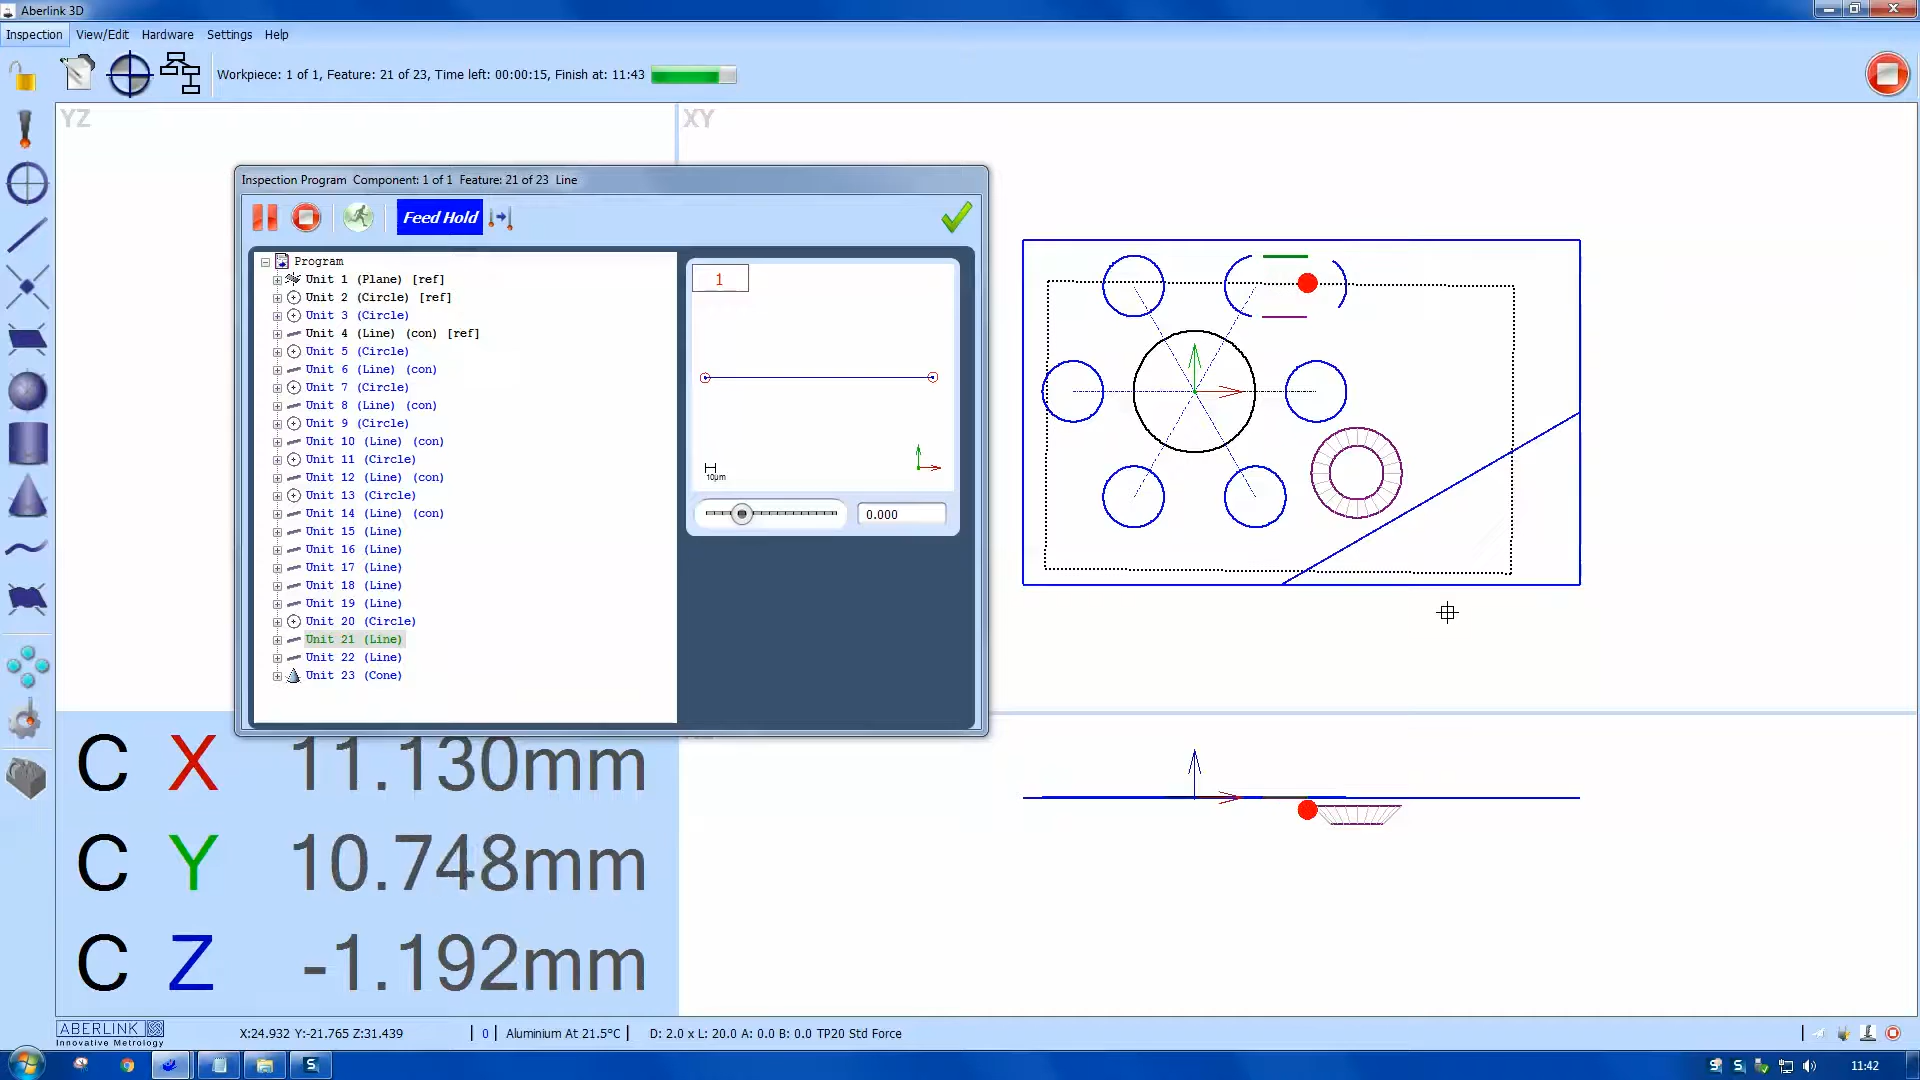 Aberlink 3D
Inspection View/Edit Hardware Settings Help
Workpiece: 1 of 1, Feature: 21 of 23, Time left: 00:00:15, Finish at: 11:43
YZ
XY
Inspection Program Component: 1 of 1 Feature: 21 of 23 Line
Feed Hold
Program
Unit 1 (Plane) [ref]
Unit 2 (Circle) [ref]
Unit 3 (Circle)
Unit 4 (Line) (con) [ref]
Unit 5 (Circle)
Unit 6 (Line) (con)
Unit 7 (Circle)
Unit 8 (Line) (con)
Unit 9 (Circle)
Unit 10 (Line) (con)
Unit 11 (Circle)
Unit 12 (Line) (con)
Unit 13 (Circle)
Unit 14 (Line) (con)
Unit 15 (Line)
Unit 16 (Line)
Unit 17 (Line)
Unit 18 (Line)
Unit 19 (Line)
Unit 20 (Circle)
Unit 21 (Line)
Unit 22 (Line)
Unit 23 (Cone)
1
10µm
0.000
C X 11.130mm
C Y 10.748mm
C Z -1.192mm
ABERLINK
Innovative Metrology
X:24.932 Y:-21.765 Z:31.439 | 0 | Aluminium At 21.5°C | D: 2.0 x L: 20.0 A: 0.0 B: 0.0 TP20 Std Force
11:42